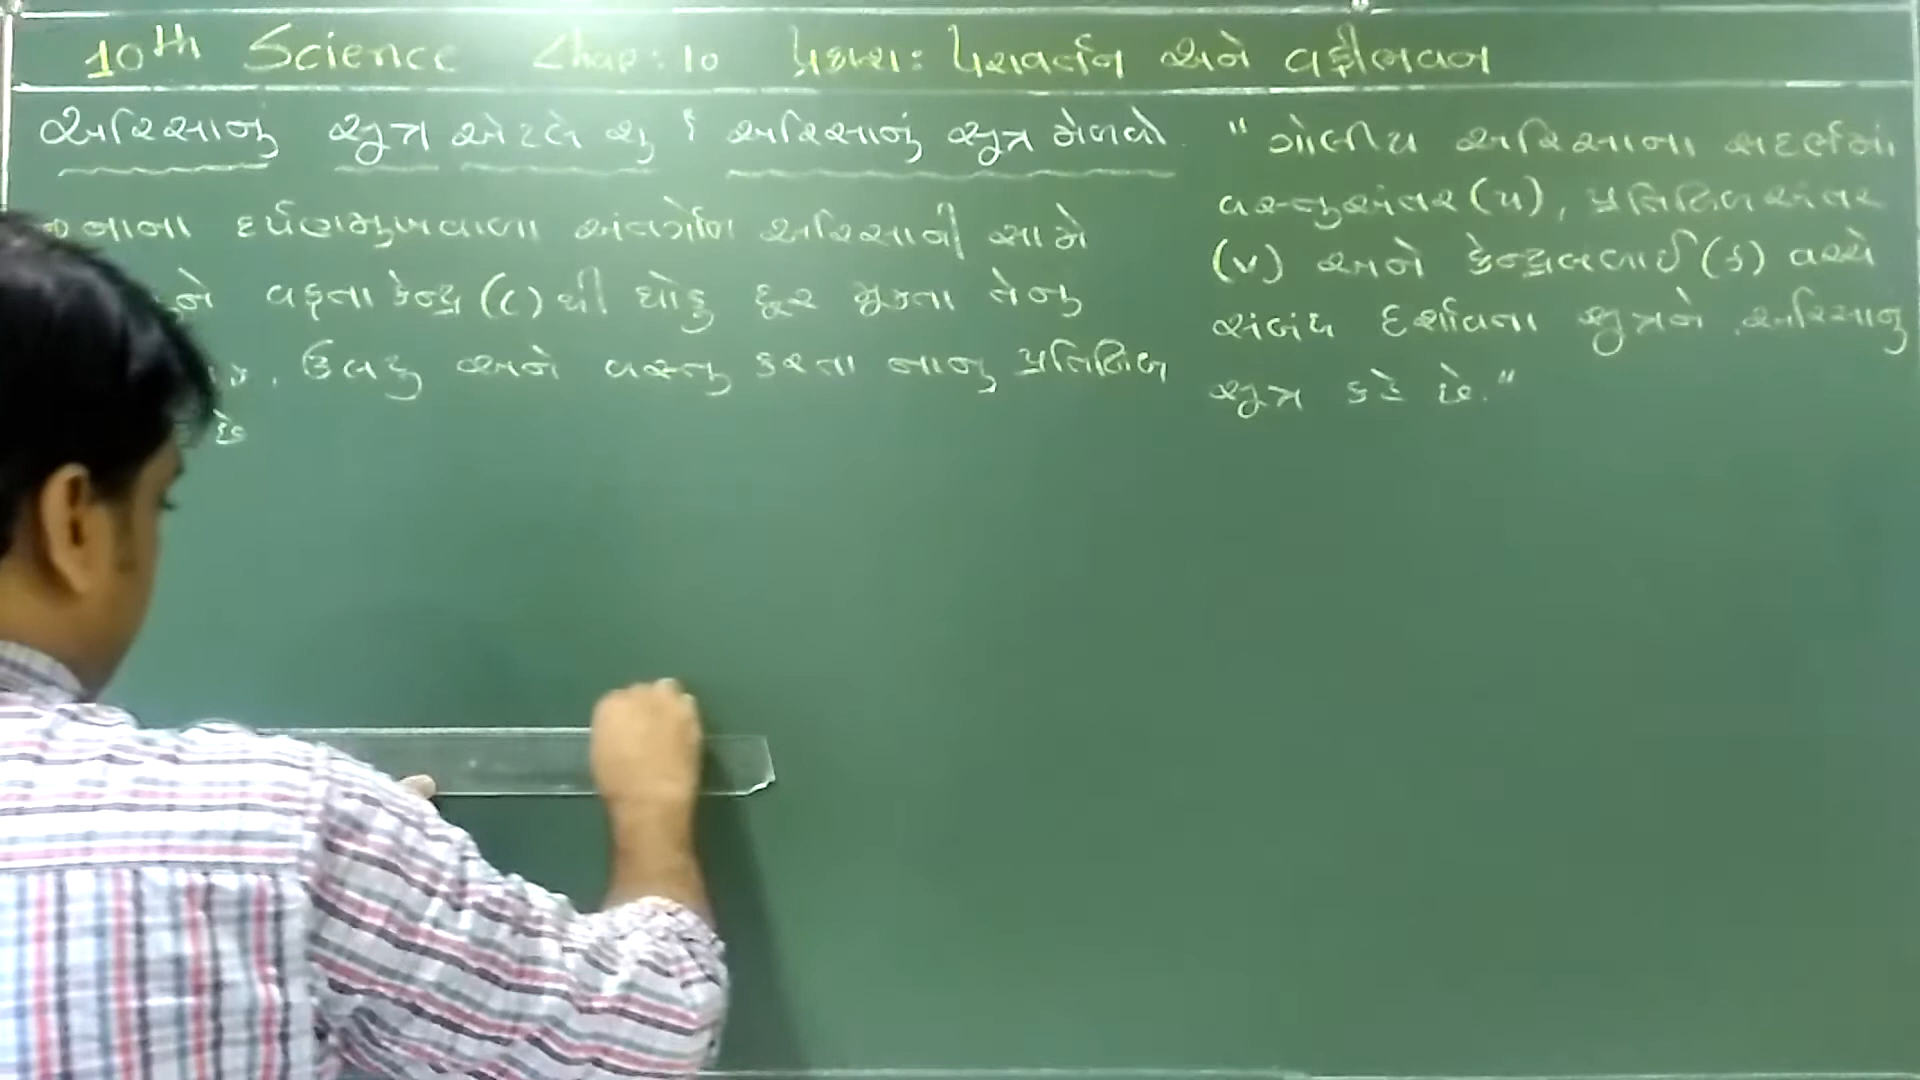 10th Science Chap: 10 પ્રકાશ: પરાવર્તન અને વક્રીભવન
અરિસાનું સુત્ર એટલે શુ ? અરિસાનું સુત્ર મેળવો.
નાના દર્પણમુખવાળા અંતર્ગોળ અરિસાની સામે
ને વક્રતા કેન્દ્ર (C) થી થોડુ દૂર મુકતા તેનુ
ઉલટુ અને વસ્તુ કરતા નાનુ પ્રતિબિંબ
છે
" ગોલીય અરિસાના સદર્ભમાં
વસ્તુઅંતર (u), પ્રતિબિંબઅંતર
(v) અને કેન્દ્રલંબાઈ (f) વચ્ચે
સંબંધ દર્શાવતા સુત્રને અરિસાનુ
સુત્ર કહે છે."